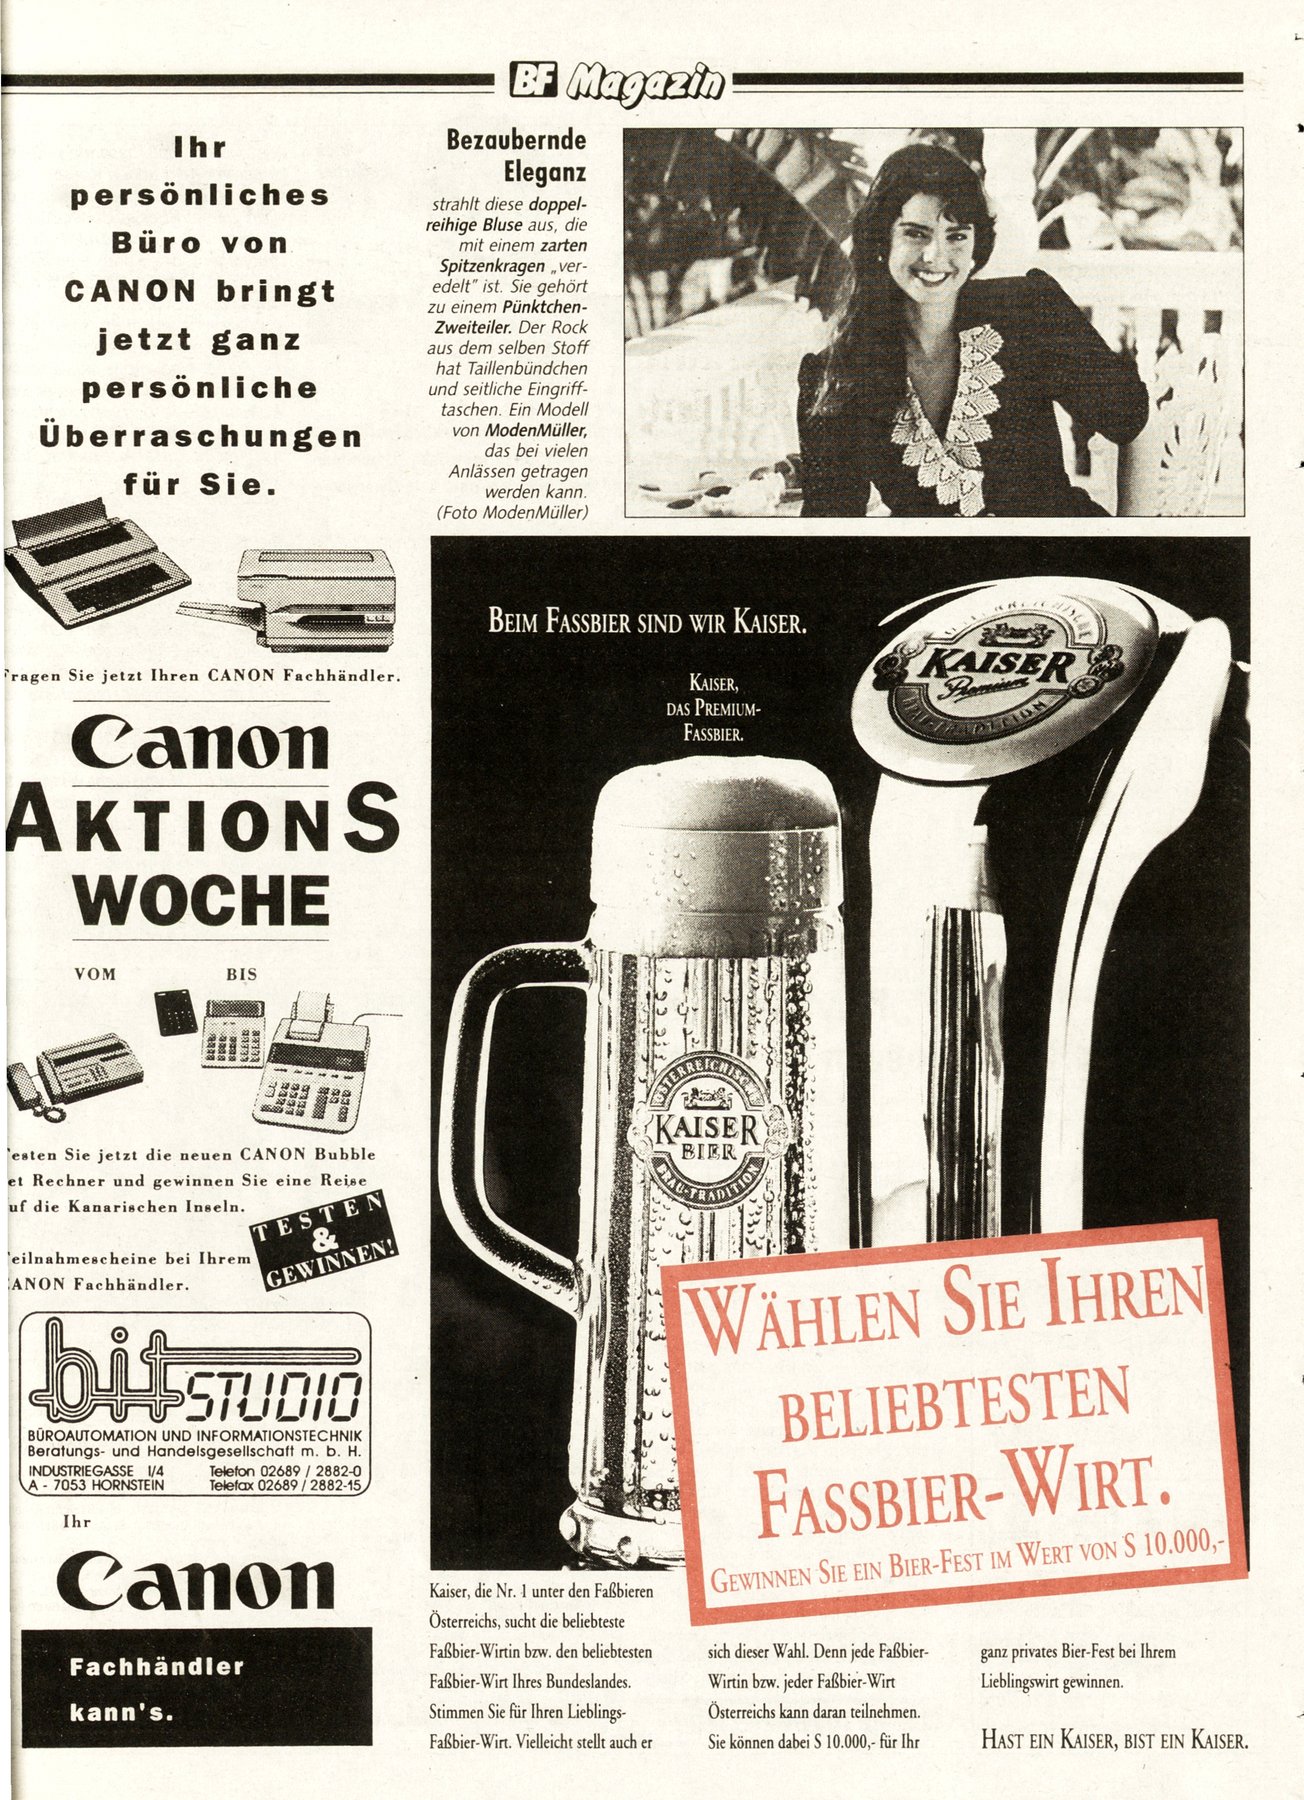 BF Magazin
Ihr
persönliches
Büro von
CANON bringt
jetzt ganz
persönliche
Überraschungen
für Sie.
Fragen Sie jetzt Ihren CANON Fachhändler.
Canon
AKTIONS
WOCHE
VOM BIS
Testen Sie jetzt die neuen CANON Bubble
et Rechner und gewinnen Sie eine Reise
uf die Kanarischen Inseln.
TESTEN
&
GEWINNEN!
eilnahmescheine bei Ihrem
CANON Fachhändler.
bit STUDIO
BÜROAUTOMATION UND INFORMATIONSTECHNIK
Beratungs- und Handelsgesellschaft m. b. H.
INDUSTRIEGASSE I/4 Telefon 02689 / 2882-0
A - 7053 HORNSTEIN Telefax 02689 / 2882-15
Ihr
Canon
Fachhändler
kann's.
Bezaubernde
Eleganz
strahlt diese doppel-
reihige Bluse aus, die
mit einem zarten
Spitzenkragen „ver-
edelt" ist. Sie gehört
zu einem Pünktchen-
Zweiteiler. Der Rock
aus dem selben Stoff
hat Taillenbündchen
und seitliche Eingriff-
taschen. Ein Modell
von ModenMüller,
das bei vielen
Anlässen getragen
werden kann.
(Foto ModenMüller)
BEIM FASSBIER SIND WIR KAISER.
KAISER,
DAS PREMIUM-
FASSBIER.
ÖSTERREICHISCHE
KAISER
Premium
BRAU-TRADITION
ÖSTERREICHISCHE
KAISER
BIER
BRAU-TRADITION
WÄHLEN SIE IHREN
BELIEBTESTEN
FASSBIER-WIRT.
GEWINNEN SIE EIN BIER-FEST IM WERT VON S 10.000,-
Kaiser, die Nr. 1 unter den Faßbieren
Österreichs, sucht die beliebteste
Faßbier-Wirtin bzw. den beliebtesten
Faßbier-Wirt Ihres Bundeslandes.
Stimmen Sie für Ihren Lieblings-
Faßbier-Wirt. Vielleicht stellt auch er
sich dieser Wahl. Denn jede Faßbier-
Wirtin bzw. jeder Faßbier-Wirt
Österreichs kann daran teilnehmen.
Sie können dabei S 10.000,- für Ihr
ganz privates Bier-Fest bei Ihrem
Lieblingswirt gewinnen.
HAST EIN KAISER, BIST EIN KAISER.